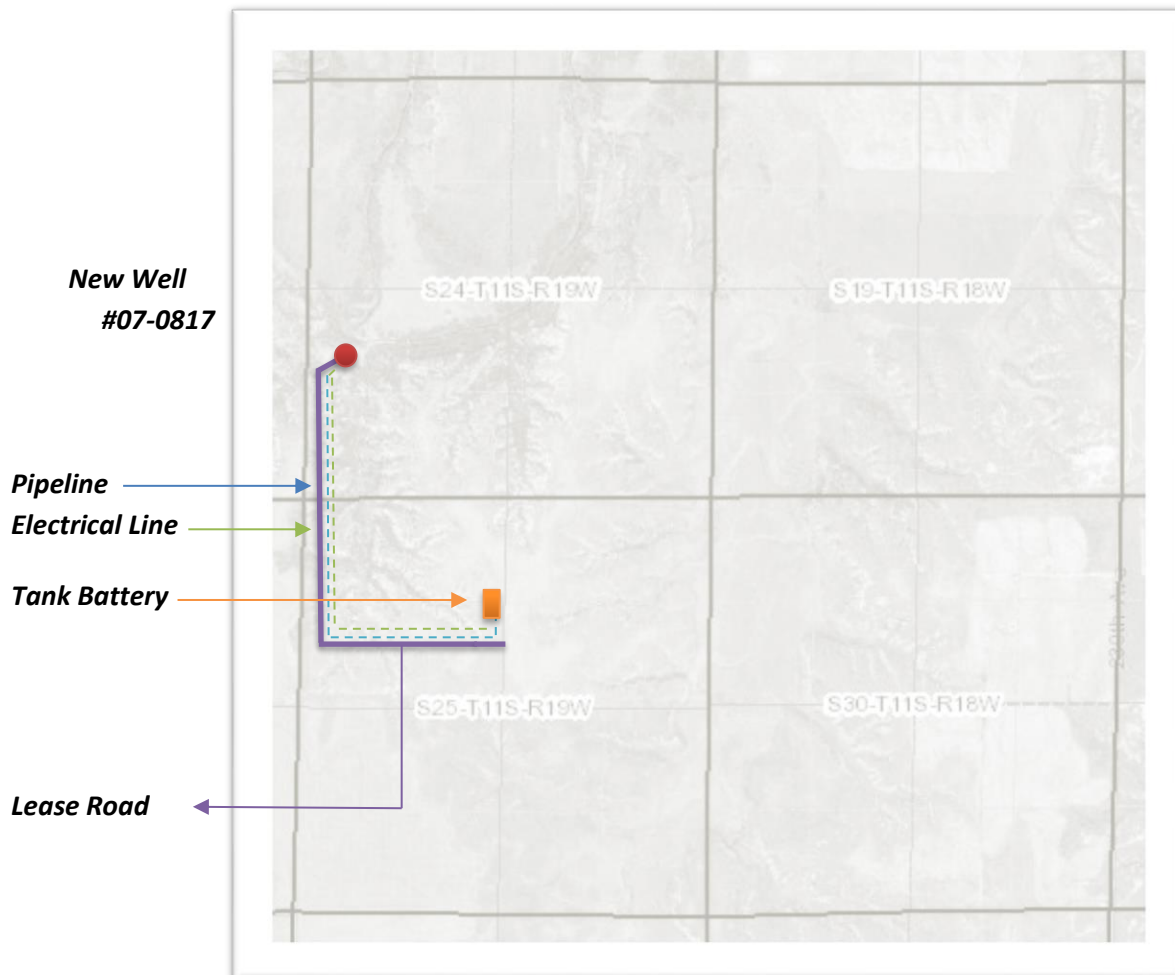 New Well
#07-0817
S24-T11S-R19W
S19-T11S-R18W
Pipeline
Electrical Line
Tank Battery
S25-T11S-R19W
S30-T11S-R18W
Lease Road